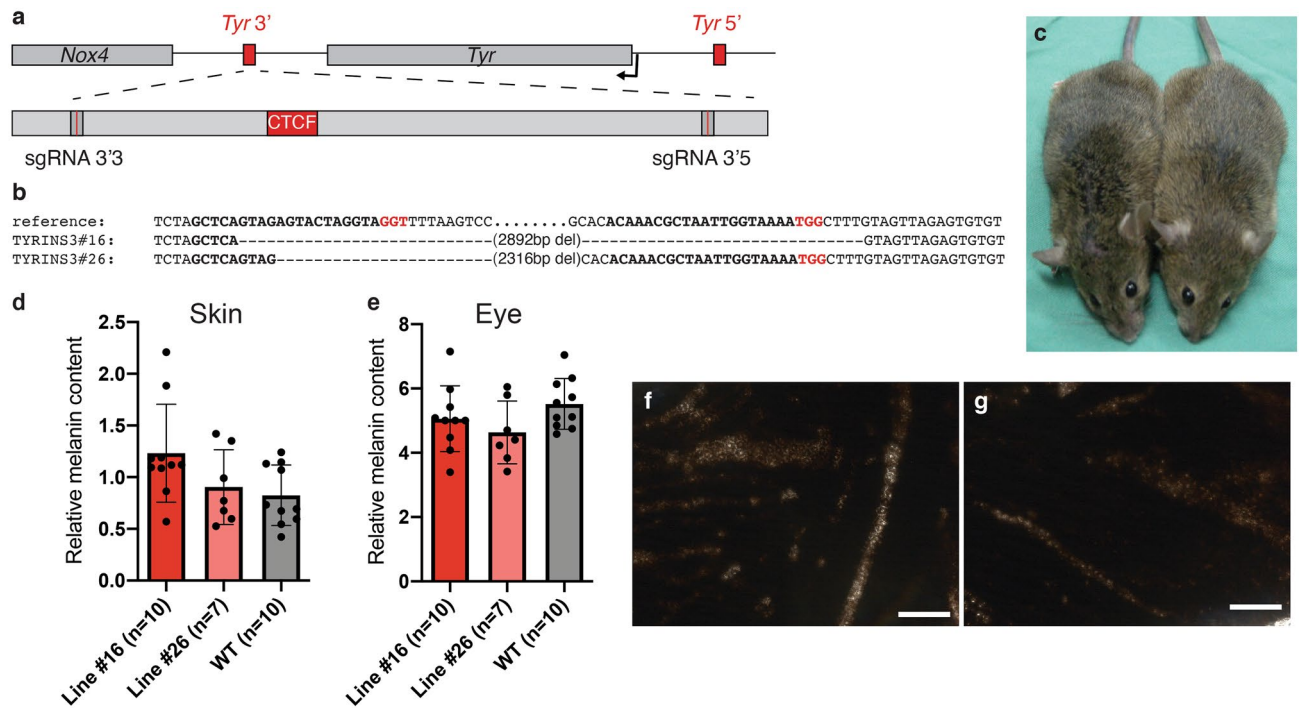 a
Tyr 3’
Tyr 5’
Nox4
Tyr
CTCF
sgRNA 3’3
sgRNA 3’5
b
reference: TCTAGCTCAGTAGAGTACTAGGTAGGTTTTAAGTCC........GCACACAAACGCTAATTGGTAAAATGGCTTTGTAGTTAGAGTGTGT
TYRINS3#16: TCTAGCTCA------------------------------(2892bp del)---------------------------------GTAGTTAGAGTGTGT
TYRINS3#26: TCTAGCTCAGTAG--------------------------(2316bp del)CACACAAACGCTAATTGGTAAAATGGCTTTGTAGTTAGAGTGTGT
c
d
Skin
Relative melanin content
2.5
2.0
1.5
1.0
0.5
0.0
Line #16 (n=10)
Line #26 (n=7)
WT (n=10)
e
Eye
Relative melanin content
8
6
4
2
0
Line #16 (n=10)
Line #26 (n=7)
WT (n=10)
f
g